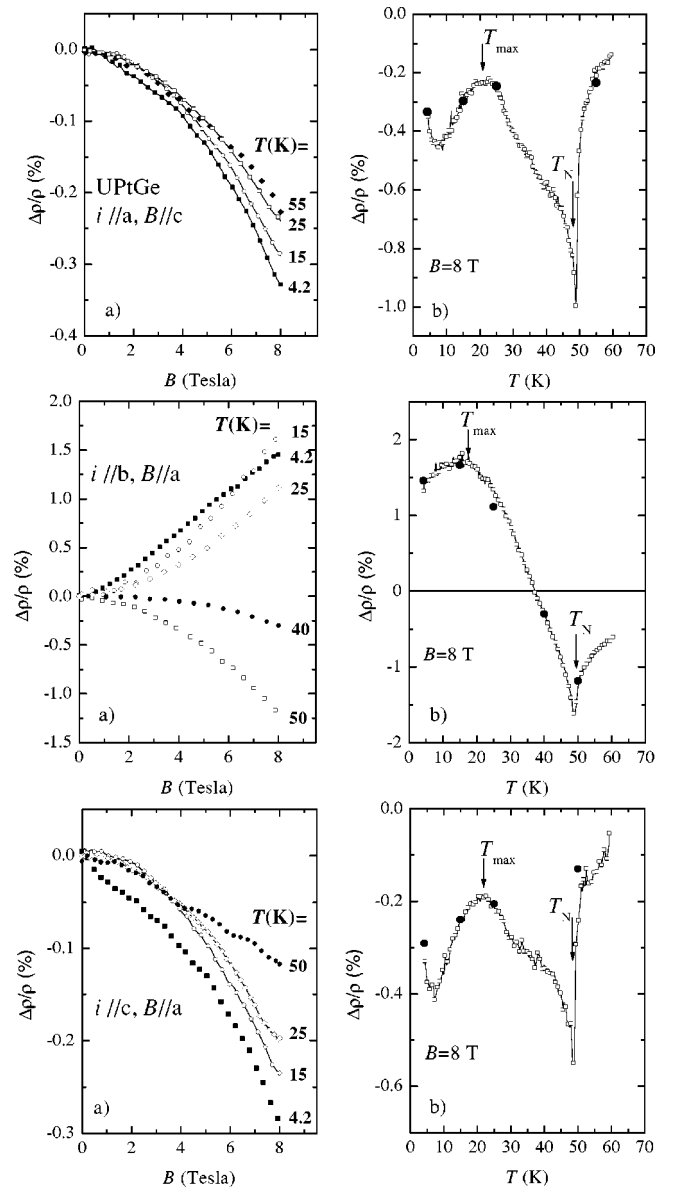 0.0
-0.1
-0.2
-0.3
-0.4
Δρ/ρ (%)
T(K)=
UPtGe
i //a, B//c
55
25
15
4.2
a)
0 2 4 6 8
B (Tesla)
0.0
-0.2
-0.4
-0.6
-0.8
-1.0
Δρ/ρ (%)
Tmax
TN
B=8 T
b)
0 10 20 30 40 50 60 70
T (K)
2.0
1.5
1.0
0.5
0.0
-0.5
-1.0
-1.5
Δρ/ρ (%)
T(K)=
i //b, B//a
15
4.2
25
40
50
a)
0 2 4 6 8
B (Tesla)
2
1
0
-1
-2
Δρ/ρ (%)
Tmax
TN
B=8 T
b)
0 10 20 30 40 50 60 70
T (K)
0.0
-0.1
-0.2
-0.3
Δρ/ρ (%)
T(K)=
50
i //c, B//a
25
15
4.2
a)
0 2 4 6 8
B (Tesla)
0.0
-0.2
-0.4
-0.6
Δρ/ρ (%)
Tmax
TN
B=8 T
b)
0 10 20 30 40 50 60 70
T (K)